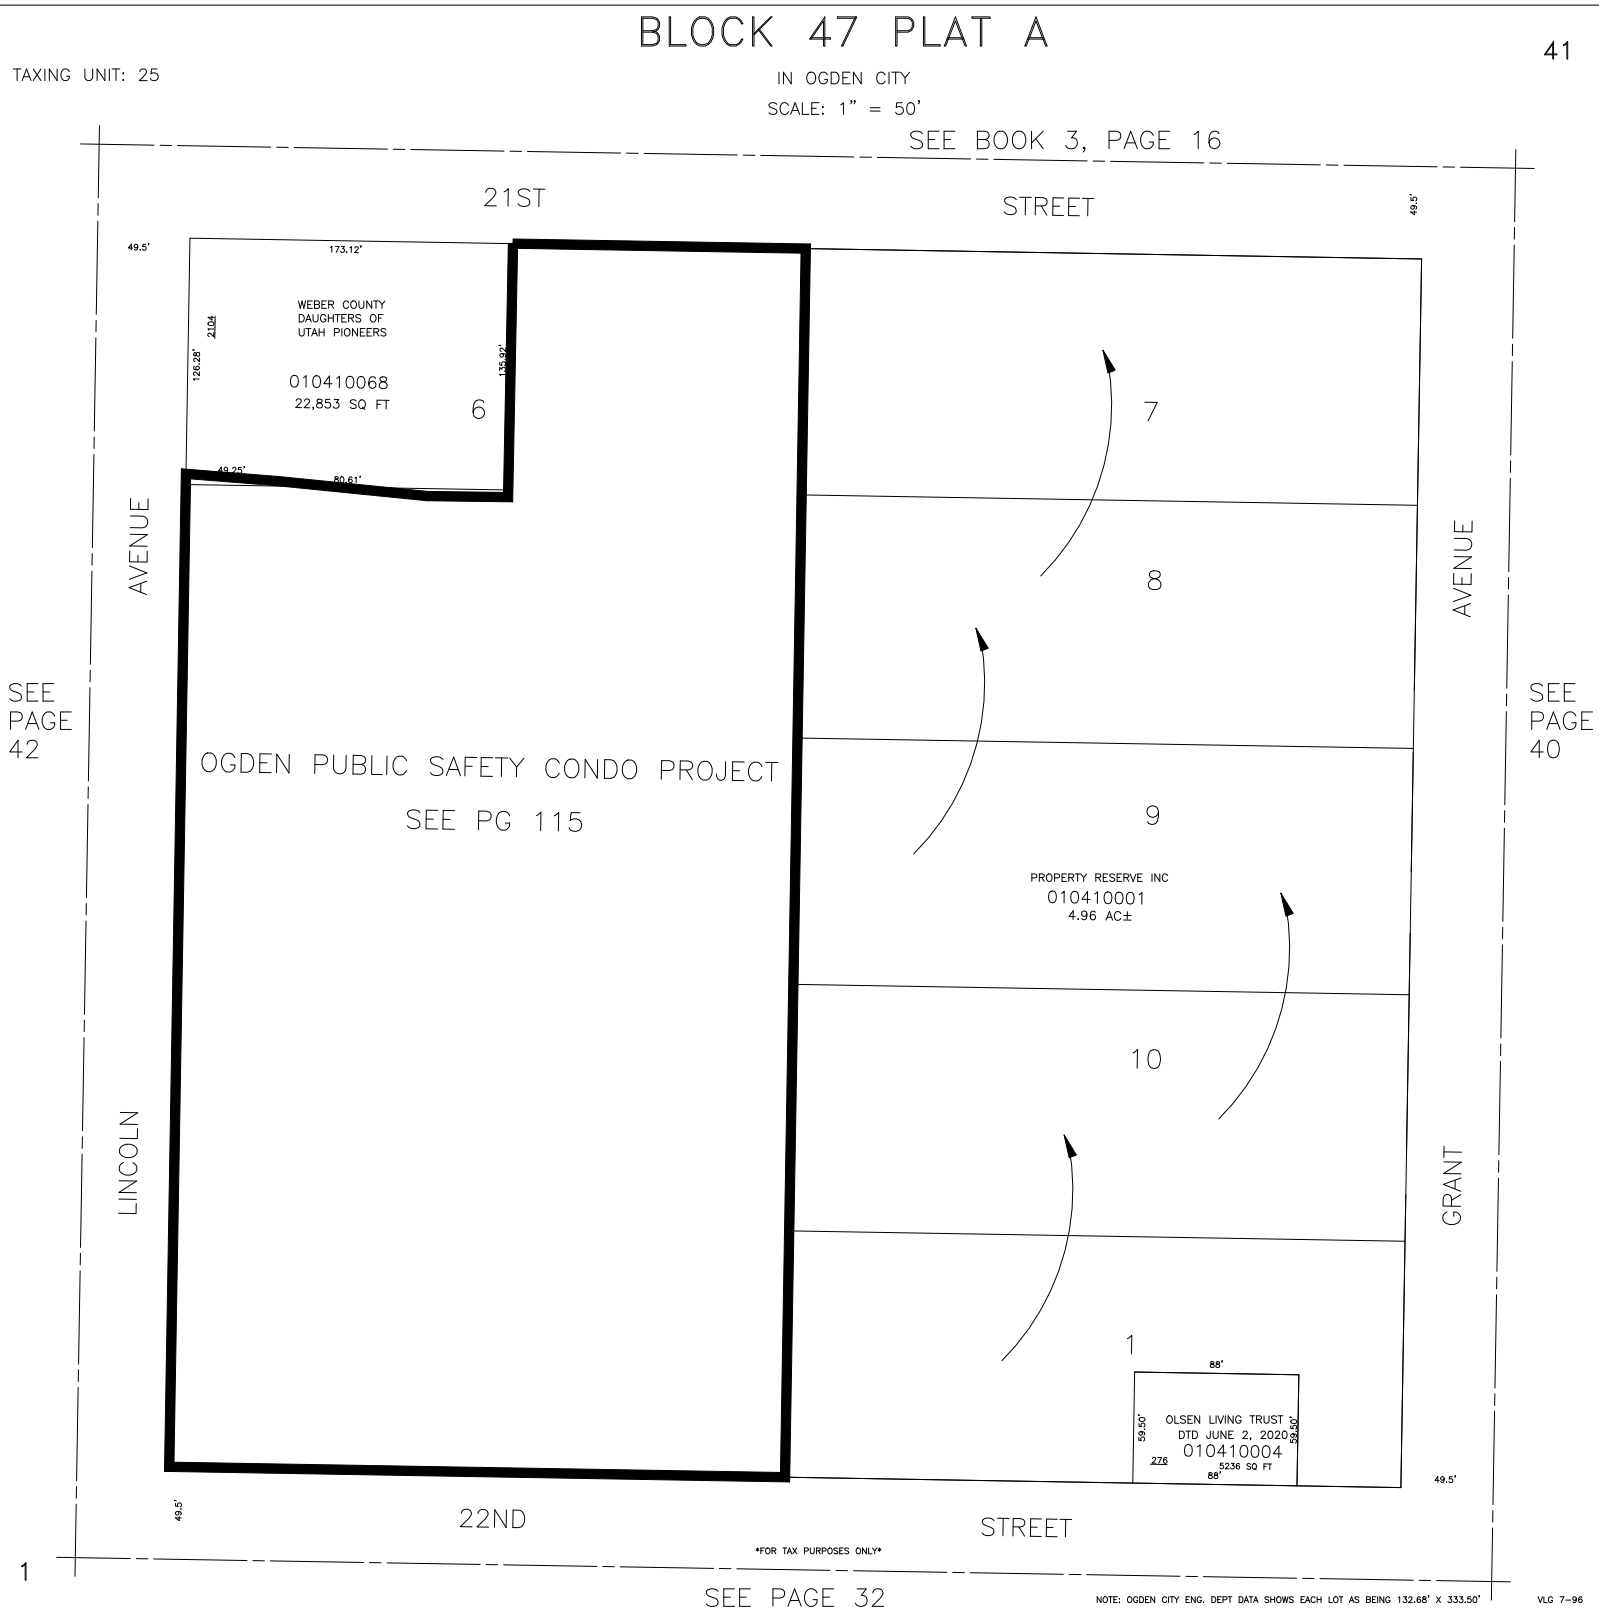 BLOCK 47 PLAT A
41
TAXING UNIT: 25
IN OGDEN CITY
SCALE: 1" = 50'
SEE BOOK 3, PAGE 16
21ST STREET
49.5'
49.5'
173.12'
WEBER COUNTY
DAUGHTERS OF
UTAH PIONEERS
2104
126.28'
135.92'
010410068
22,853 SQ FT
6
7
49.25'
80.61'
LINCOLN AVENUE
GRANT AVENUE
8
SEE
PAGE
42
SEE
PAGE
40
OGDEN PUBLIC SAFETY CONDO PROJECT
SEE PG 115
9
PROPERTY RESERVE INC
010410001
4.96 AC±
10
1
88'
59.50'
59.50'
OLSEN LIVING TRUST
DTD JUNE 2, 2020
010410004
276
5236 SQ FT
88'
49.5'
49.5'
22ND STREET
*FOR TAX PURPOSES ONLY*
1
SEE PAGE 32
NOTE: OGDEN CITY ENG. DEPT DATA SHOWS EACH LOT AS BEING 132.68' X 333.50'
VLG 7-96